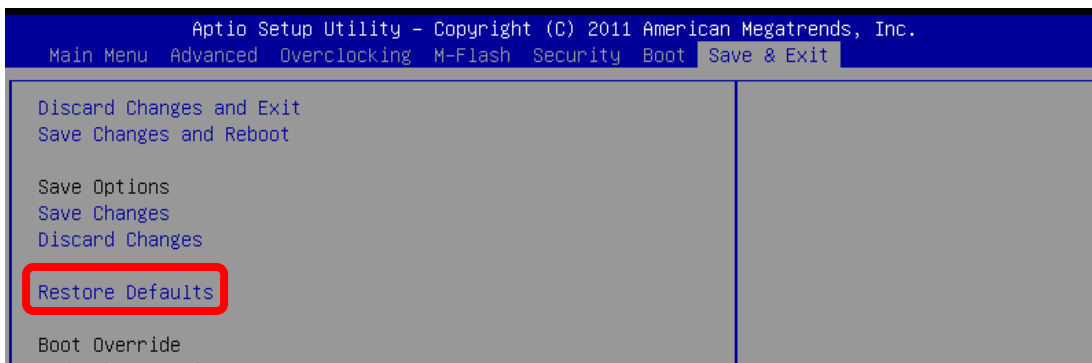 Aptio Setup Utility – Copyright (C) 2011 American Megatrends, Inc.
Main Menu Advanced Overclocking M-Flash Security Boot Save & Exit
Discard Changes and Exit
Save Changes and Reboot
Save Options
Save Changes
Discard Changes
Restore Defaults
Boot Override